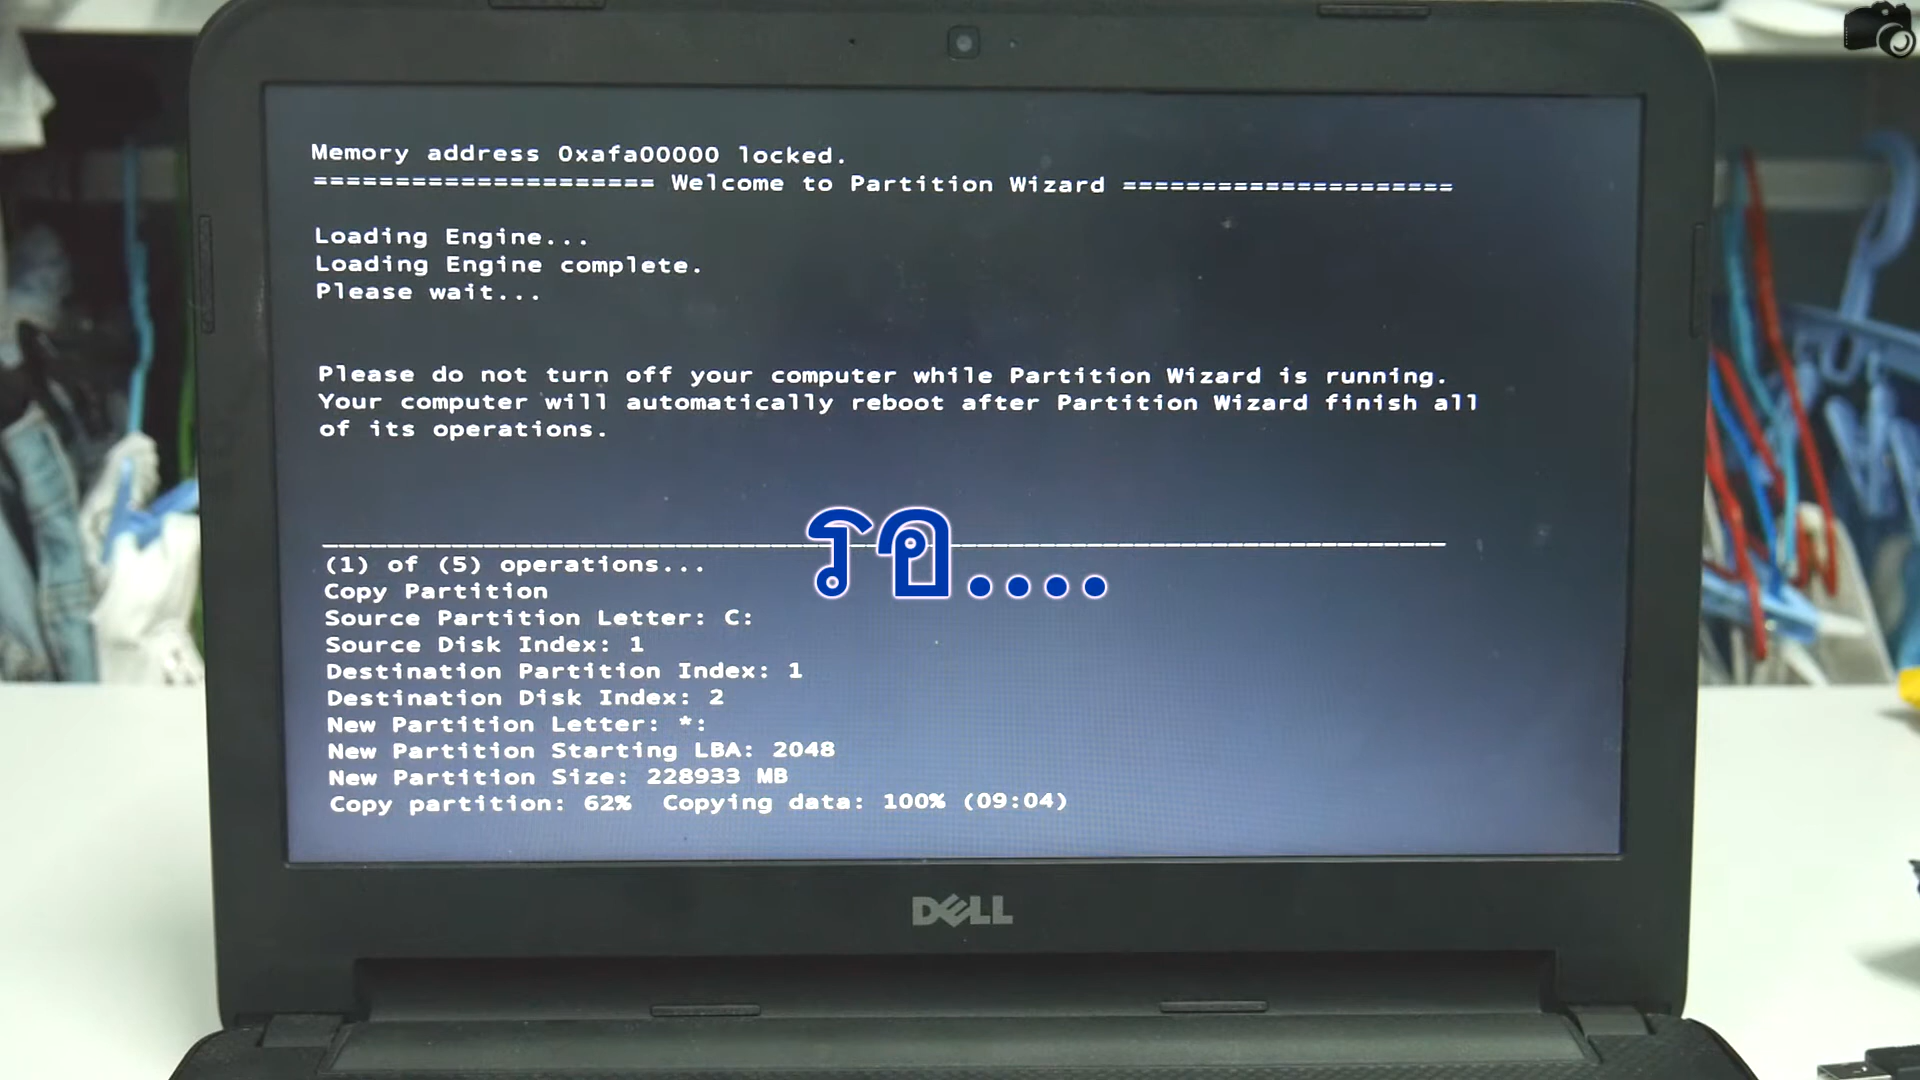 Memory address 0xafa00000 locked.
===================== Welcome to Partition Wizard =====================
Loading Engine...
Loading Engine complete.
Please wait...
Please do not turn off your computer while Partition Wizard is running.
Your computer will automatically reboot after Partition Wizard finish all
of its operations.
รอ....
(1) of (5) operations...
Copy Partition
Source Partition Letter: C:
Source Disk Index: 1
Destination Partition Index: 1
Destination Disk Index: 2
New Partition Letter: *:
New Partition Starting LBA: 2048
New Partition Size: 228933 MB
Copy partition: 62%  Copying data: 100% (09:04)
DELL